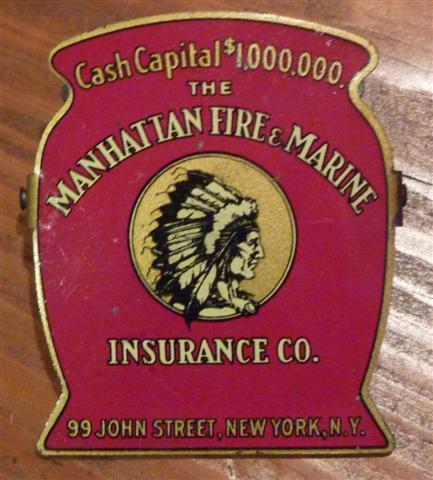 Cash Capital $1,000,000.
THE
MANHATTAN FIRE & MARINE
INSURANCE CO.
99 JOHN STREET, NEW YORK, N.Y.